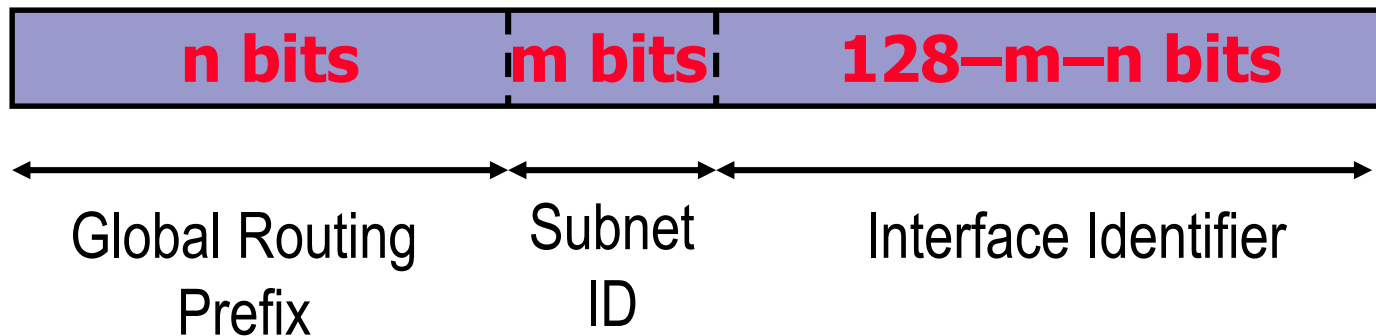 n bits m bits 128–m–n bits
Global Routing Prefix
Subnet ID
Interface Identifier